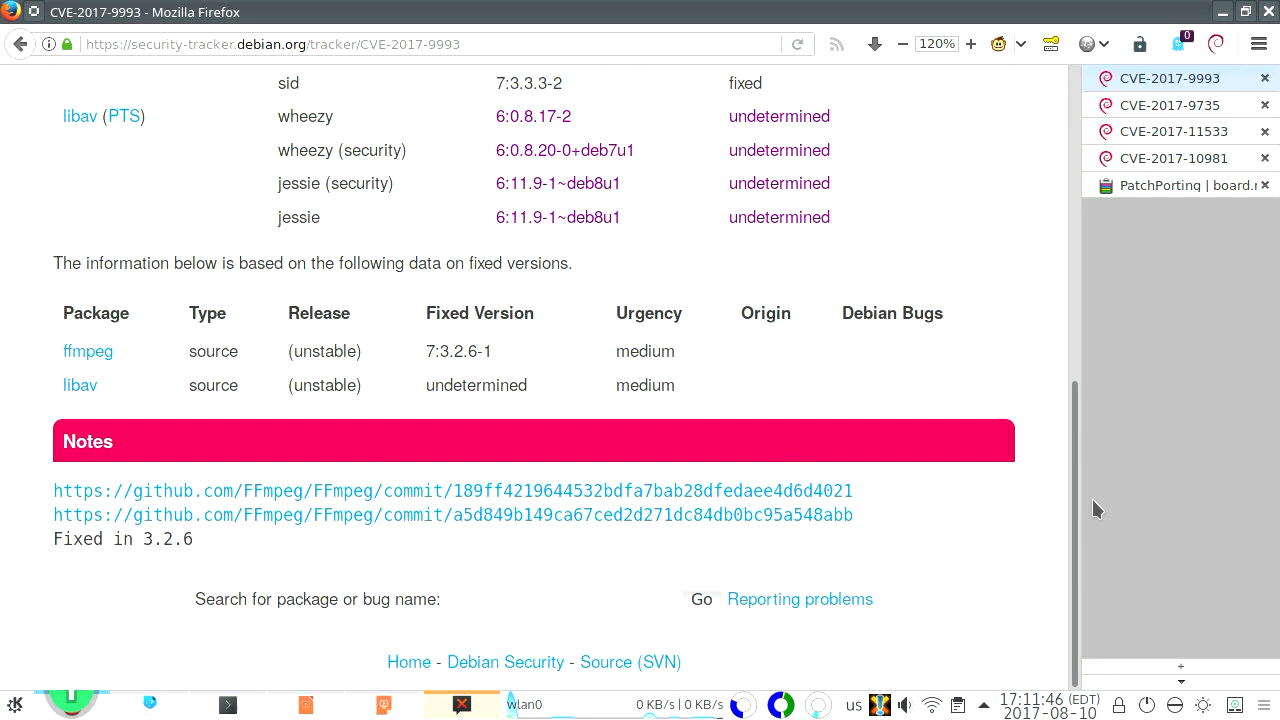 CVE-2017-9993 - Mozilla Firefox
https://security-tracker.debian.org/tracker/CVE-2017-9993
120%
0
CVE-2017-9993
CVE-2017-9735
CVE-2017-11533
CVE-2017-10981
PatchPorting | board.r
sid 7:3.3.3-2 fixed
libav (PTS) wheezy 6:0.8.17-2 undetermined
wheezy (security) 6:0.8.20-0+deb7u1 undetermined
jessie (security) 6:11.9-1~deb8u1 undetermined
jessie 6:11.9-1~deb8u1 undetermined
The information below is based on the following data on fixed versions.
Package Type Release Fixed Version Urgency Origin Debian Bugs
ffmpeg source (unstable) 7:3.2.6-1 medium
libav source (unstable) undetermined medium
Notes
https://github.com/FFmpeg/FFmpeg/commit/189ff4219644532bdfa7bab28dfedaee4d6d4021
https://github.com/FFmpeg/FFmpeg/commit/a5d849b149ca67ced2d271dc84db0bc95a548abb
Fixed in 3.2.6
Search for package or bug name: Go Reporting problems
Home - Debian Security - Source (SVN)
wlan0 0 KB/s | 0 KB/s us 17:11:46 (EDT)
2017-08-10